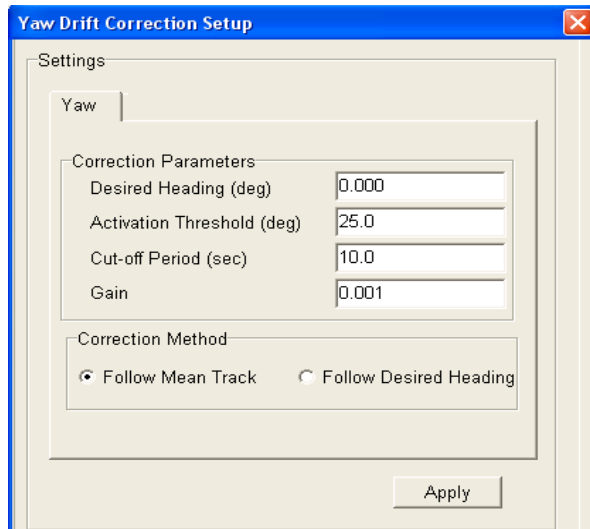 Yaw Drift Correction Setup
Settings
Yaw
Correction Parameters
Desired Heading (deg) 0.000
Activation Threshold (deg) 25.0
Cut-off Period (sec) 10.0
Gain 0.001
Correction Method
Follow Mean Track Follow Desired Heading
Apply